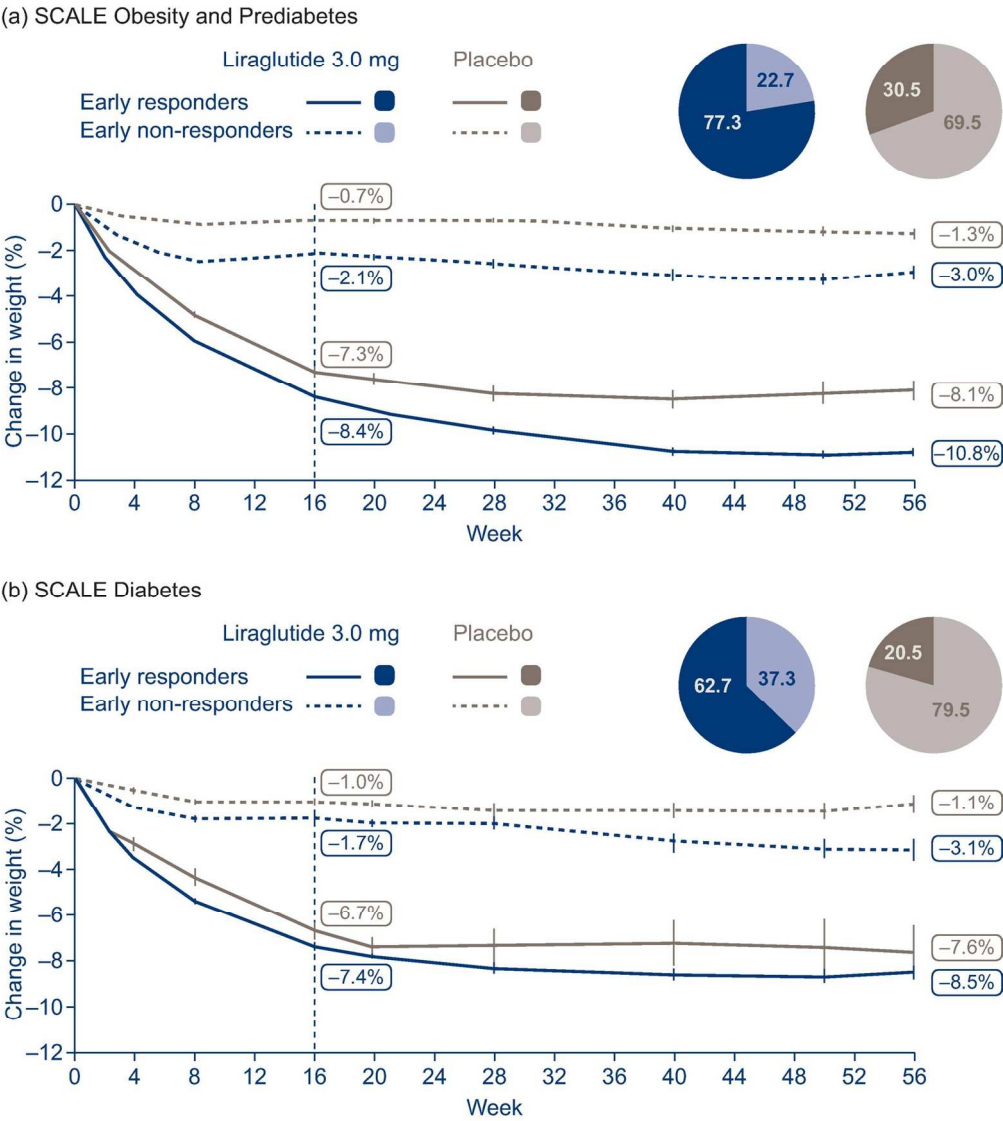 (a) SCALE Obesity and Prediabetes
Liraglutide 3.0 mg Placebo
Early responders
Early non-responders
22.7
77.3
30.5
69.5
Change in weight (%)
0
–2
–4
–6
–8
–10
–12
–0.7%
–2.1%
–7.3%
–8.4%
–1.3%
–3.0%
–8.1%
–10.8%
0 4 8 12 16 20 24 28 32 36 40 44 48 52 56
Week
(b) SCALE Diabetes
Liraglutide 3.0 mg Placebo
Early responders
Early non-responders
62.7
37.3
20.5
79.5
Change in weight (%)
0
–2
–4
–6
–8
–10
–12
–1.0%
–1.7%
–6.7%
–7.4%
–1.1%
–3.1%
–7.6%
–8.5%
0 4 8 12 16 20 24 28 32 36 40 44 48 52 56
Week